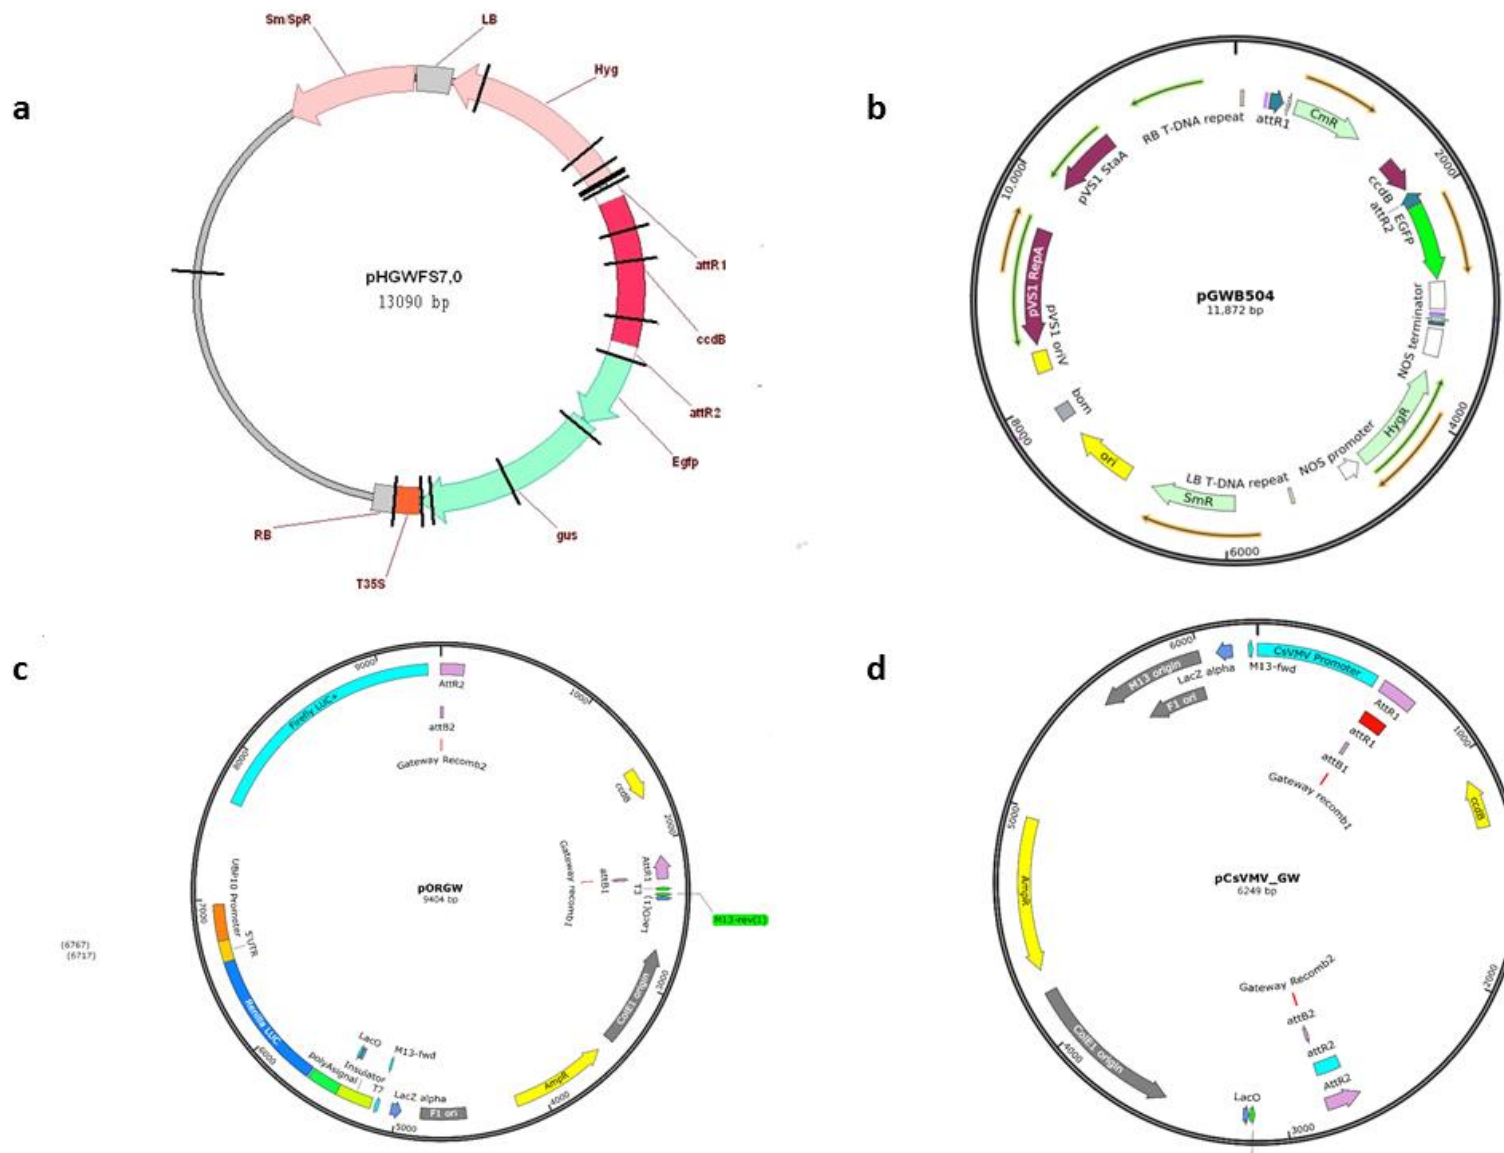 a
Sm/SpR
LB
Hyg
attR1
ccdB
attR2
Egfp
gus
T35S
RB
pHGWFS7,0
13090 bp
b
RB T-DNA repeat
attR1
CmR
2000
ccdB
attR2
EGFP
NOS terminator
4000
HygR
NOS promoter
LB T-DNA repeat
SmR
6000
ori
bom
8000
pVS1 oriV
pVS1 RepA
10,000
pVS1 StaA
pGWB504
11,872 bp
c
9000
AttR2
attB2
Gateway Recomb2
1000
ccdB
2000
AttR1
T3
LacO(1)
attB1
Gateway recomb1
M13-rev(1)
3000
ColE1 origin
AmpR
4000
F1 ori
LacZ alpha
5000
M13-fwd
LacO
Insulator
T7
polyAsignal
6000
Renilla LUC
5'UTR
UBP10 Promoter
7000
8000
Firefly LUC+
pORGW
9404 bp
(6767)
(6717)
d
6000
M13 origin
LacZ alpha
F1 ori
M13-fwd
CsVMV Promoter
AttR1
attR1
attB1
Gateway recomb1
1000
ccdB
2000
Gateway Recomb2
attB2
attR2
AttR2
3000
LacO
ColE1 origin
4000
AmpR
5000
pCsVMV_GW
6249 bp